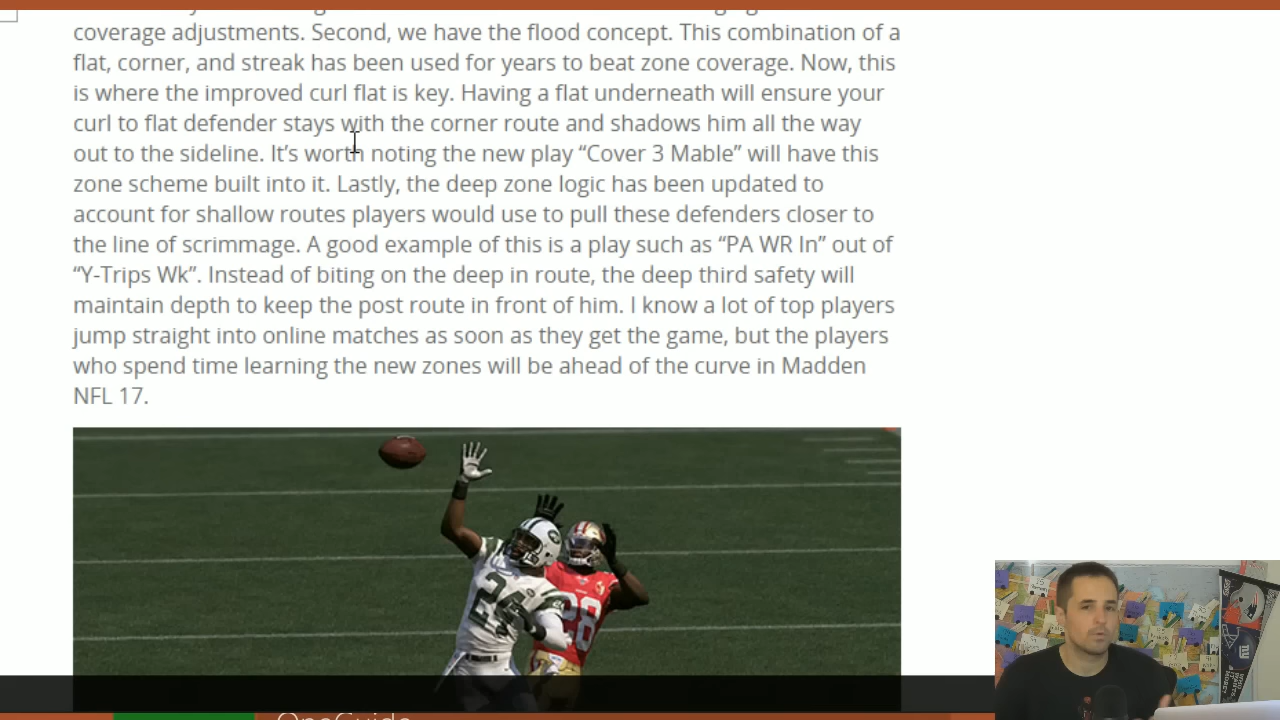 coverage adjustments. Second, we have the flood concept. This combination of a
flat, corner, and streak has been used for years to beat zone coverage. Now, this
is where the improved curl flat is key. Having a flat underneath will ensure your
curl to flat defender stays with the corner route and shadows him all the way
out to the sideline. It’s worth noting the new play “Cover 3 Mable” will have this
zone scheme built into it. Lastly, the deep zone logic has been updated to
account for shallow routes players would use to pull these defenders closer to
the line of scrimmage. A good example of this is a play such as “PA WR In” out of
“Y-Trips Wk”. Instead of biting on the deep in route, the deep third safety will
maintain depth to keep the post route in front of him. I know a lot of top players
jump straight into online matches as soon as they get the game, but the players
who spend time learning the new zones will be ahead of the curve in Madden
NFL 17.
24
28
OneGuide